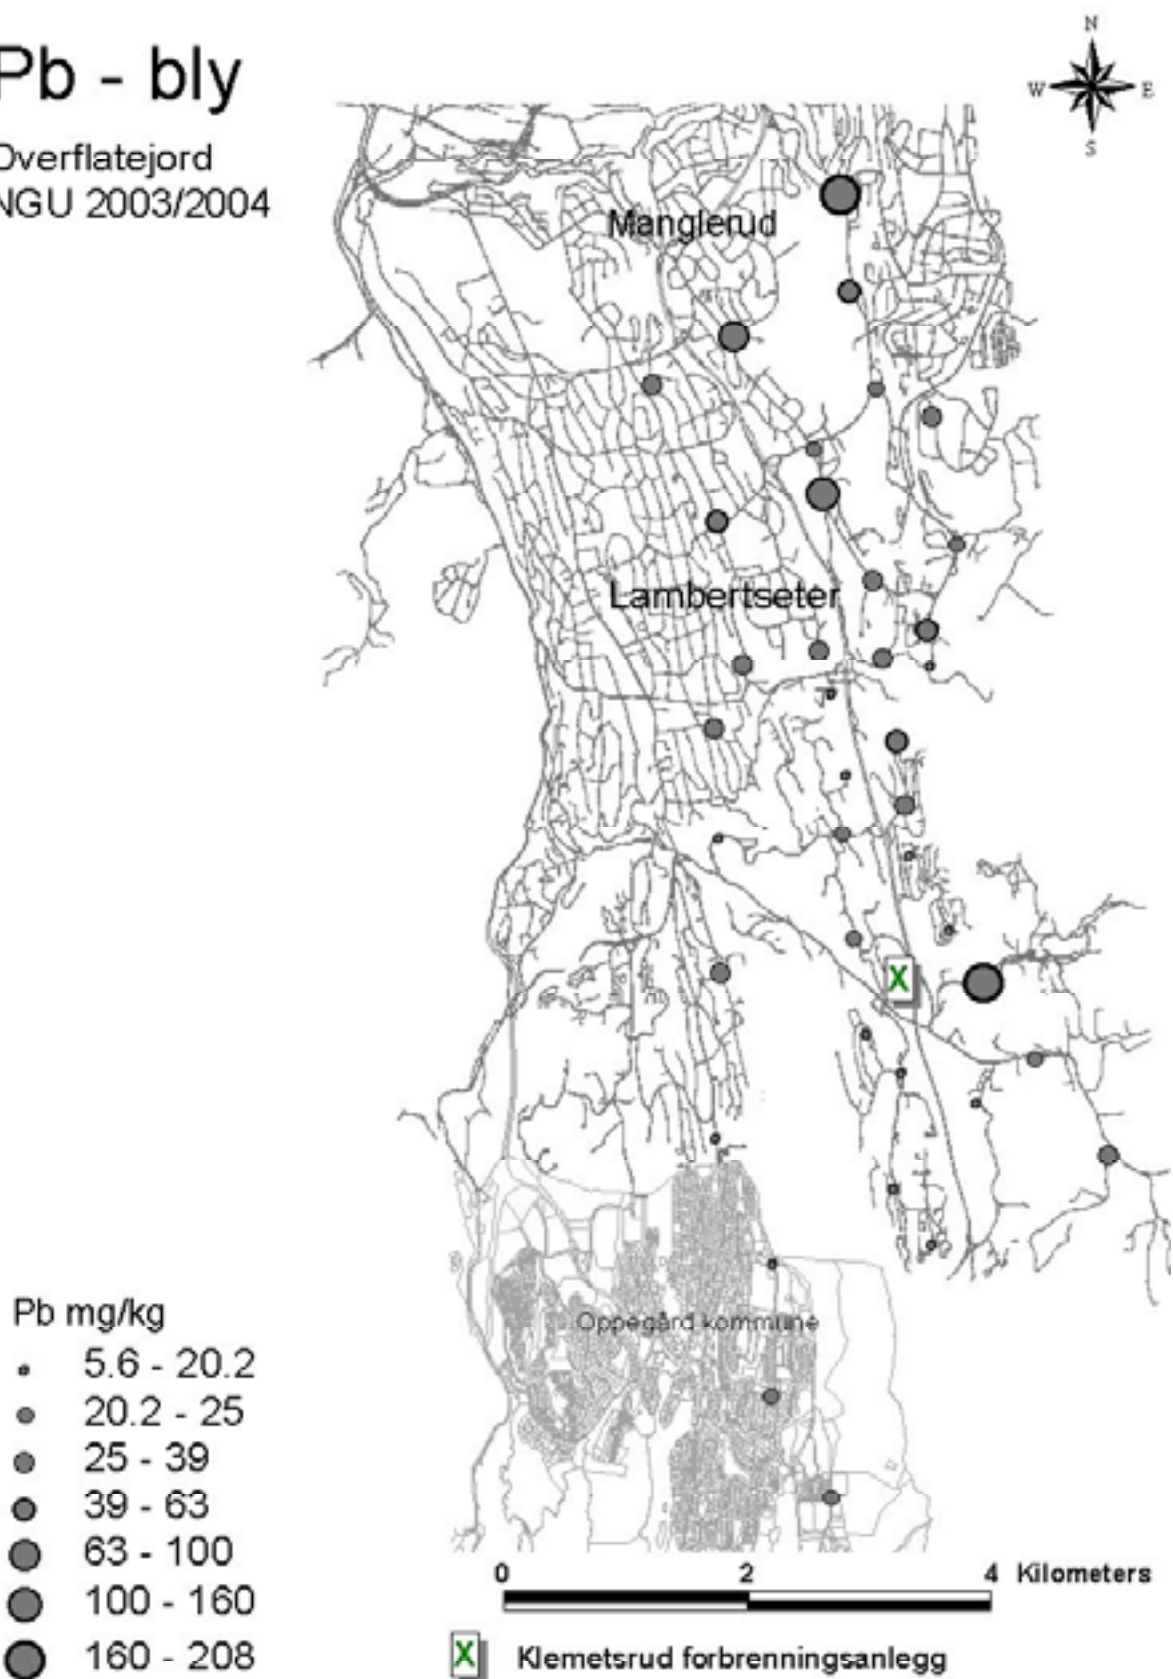 Pb - bly
Overflatejord
NGU 2003/2004
N
W E
S
Manglerud
Lambertseter
X
Oppegård kommune
Pb mg/kg
5.6 - 20.2
20.2 - 25
25 - 39
39 - 63
63 - 100
100 - 160
160 - 208
0 2 4 Kilometers
X Klemetsrud forbrenningsanlegg